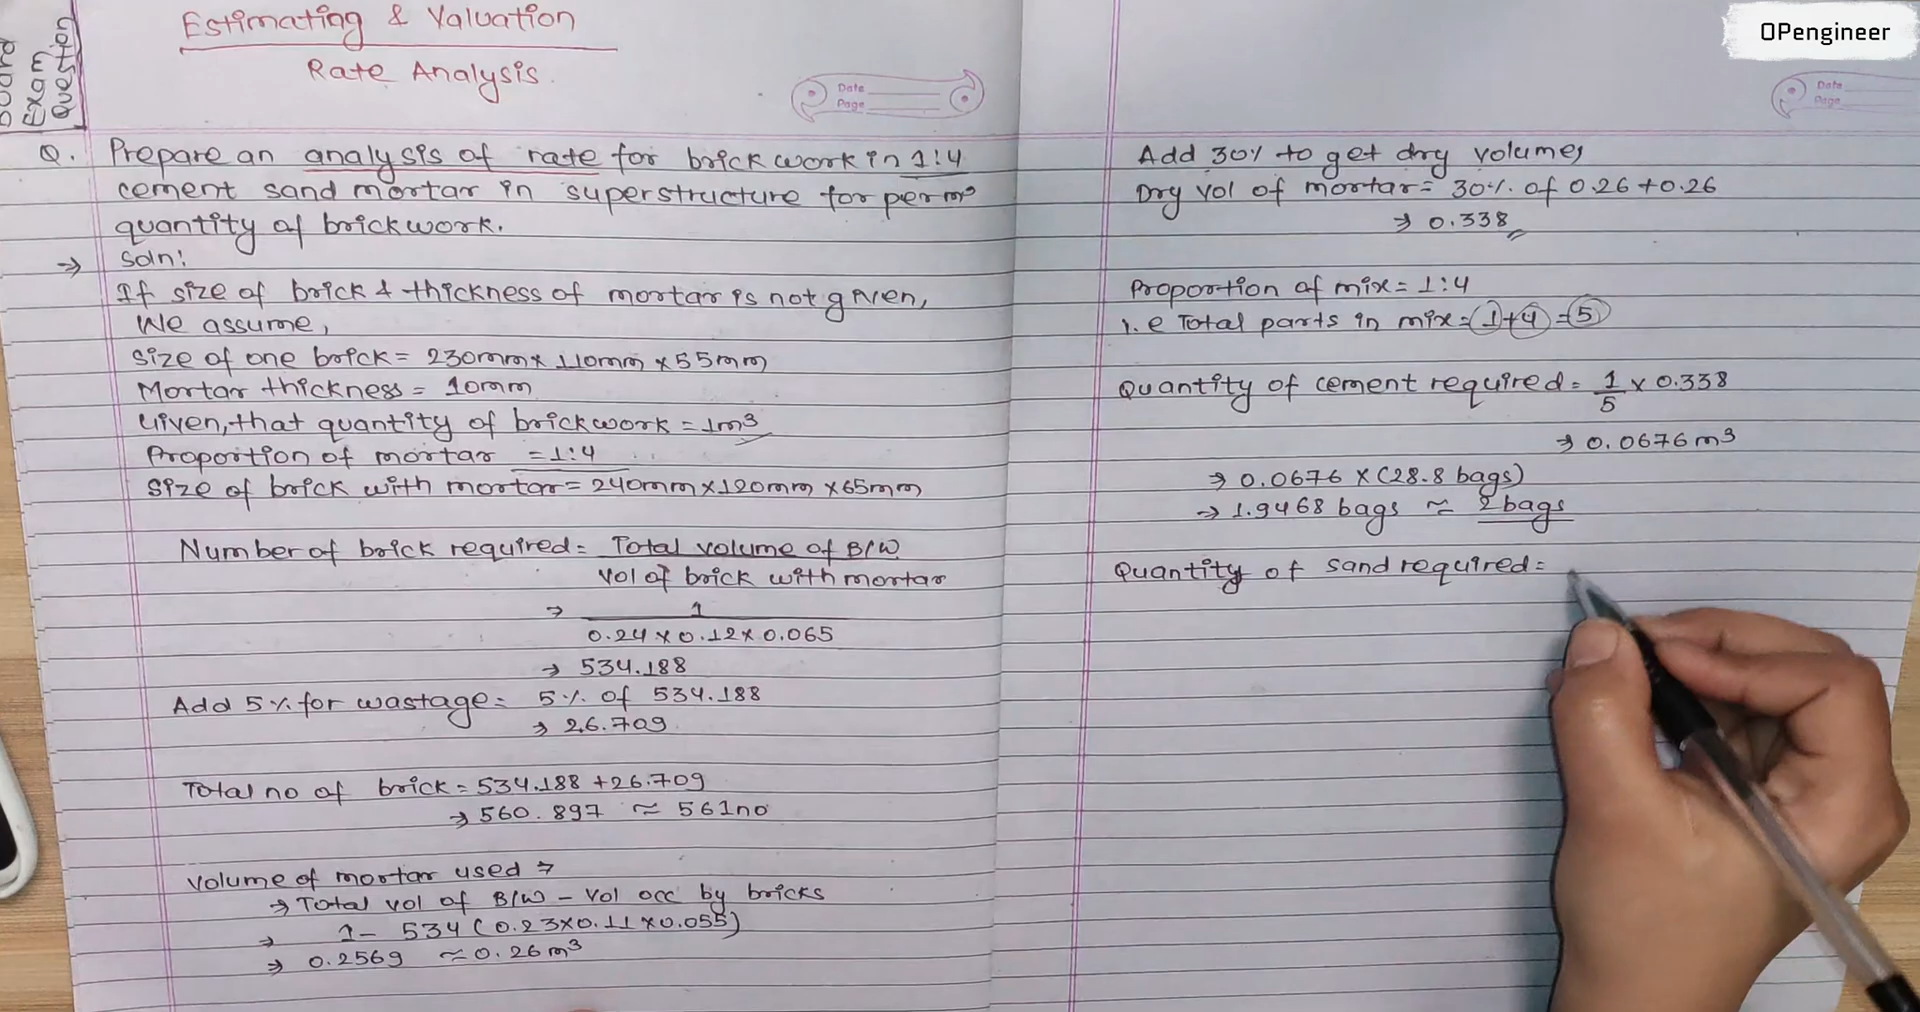 OPengineer
Board
Exam
Question
Estimating & Valuation
Rate Analysis.
Date
Page
Q. Prepare an analysis of rate for brickwork in 1:4
cement sand mortar in superstructure for per m³
quantity of brickwork.
→ Soln:
If size of brick & thickness of mortar is not given,
We assume,
Size of one brick = 230mm x 110mm x 55mm
Mortar thickness = 10mm
Given, that quantity of brickwork = 1m³
Proportion of mortar = 1:4
Size of brick with mortar = 240mm x 120mm x 65mm
Number of brick required = Total volume of B/W
Vol of brick with mortar
→ 1
0.24 x 0.12 x 0.065
→ 534.188
Add 5% for wastage = 5% of 534.188
→ 26.709
Total no of brick = 534.188 + 26.709
→ 560.897 ≈ 561no
Volume of mortar used ⇒
→ Total vol of B/W - Vol occ by bricks
→ 1 - 534 (0.23x0.11x0.055)
→ 0.2569 ≈ 0.26m³
Date
Page
Add 30% to get dry volume,
Dry vol of mortar = 30% of 0.26 + 0.26
⇒ 0.338
Proportion of mix = 1:4
i.e Total parts in mix = (1+4) = 5
Quantity of cement required = 1 x 0.338
5
⇒ 0.0676 m³
→ 0.0676 x (28.8 bags)
→ 1.9468 bags ≈ 2 bags
Quantity of sand required =